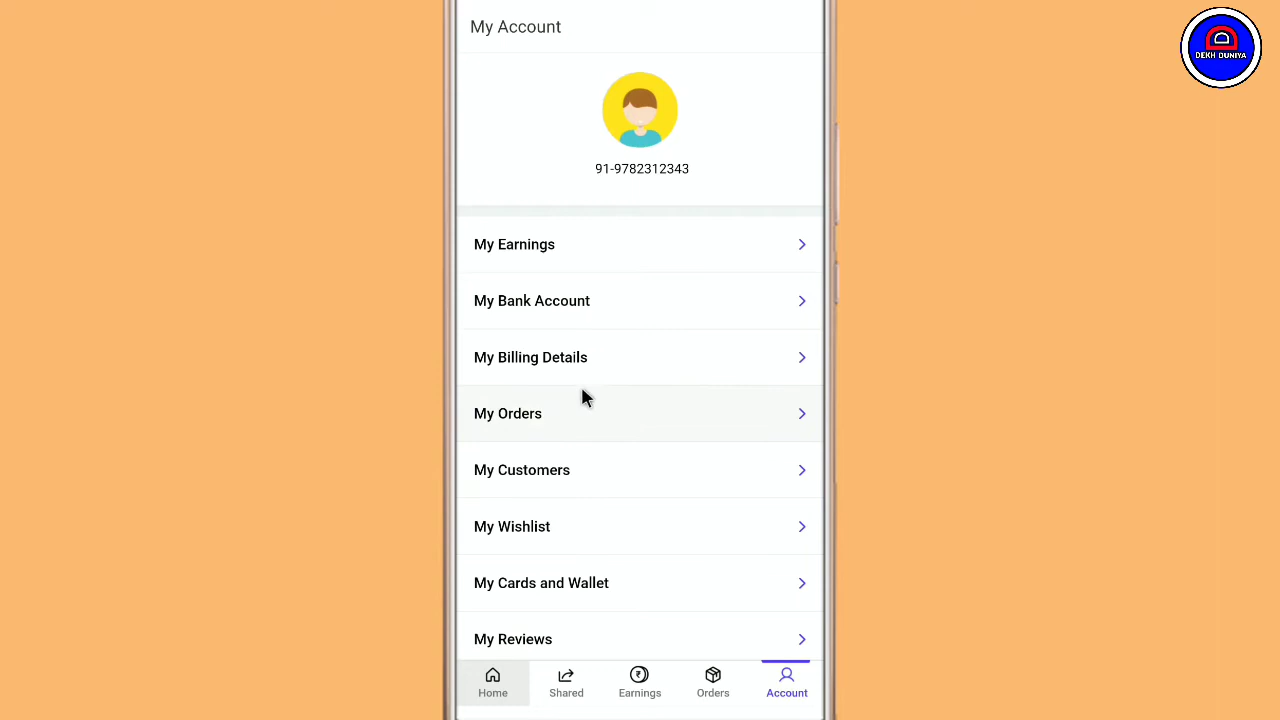 My Account
DEKH DUNIYA
91-9782312343
My Earnings
My Bank Account
My Billing Details
My Orders
My Customers
My Wishlist
My Cards and Wallet
My Reviews
Home
Shared
Earnings
Orders
Account